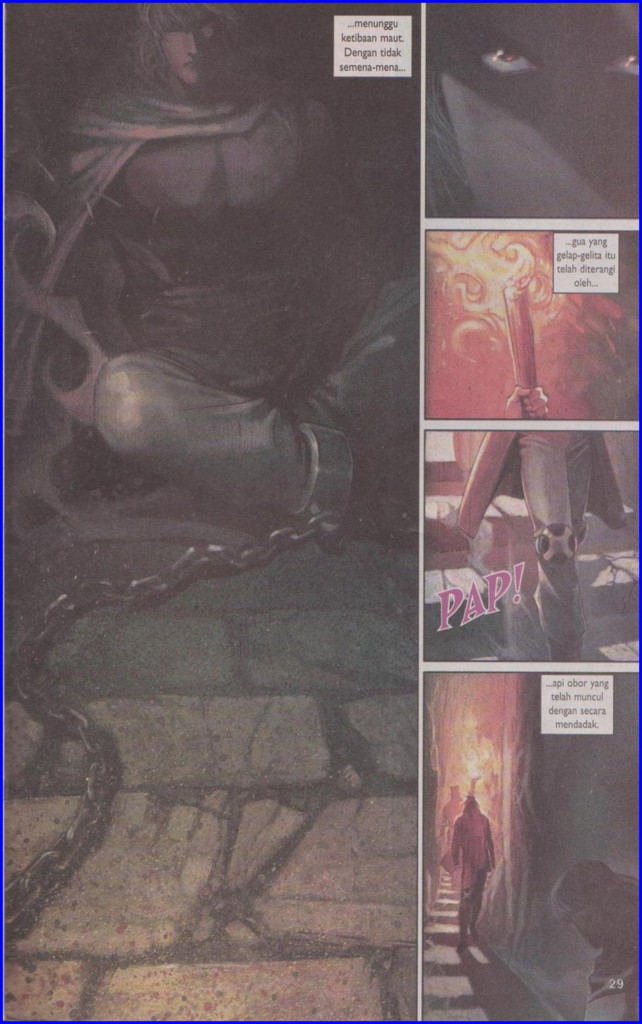 ...menunggu
ketibaan maut.
Dengan tidak
semena-mena...
...gua yang
gelap-gelita itu
telah diterangi
oleh...
PAP!
...api obor yang
telah muncul
dengan secara
mendadak.
29